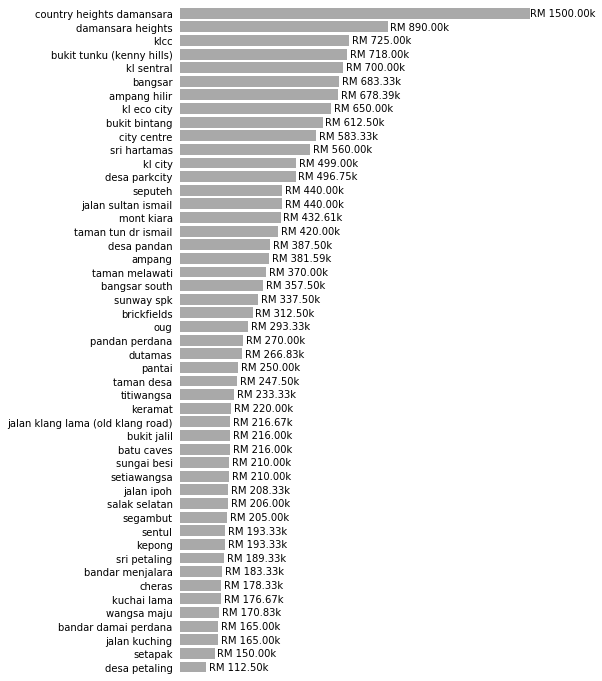 country heights damansara RM 1500.00k
damansara heights RM 890.00k
klcc RM 725.00k
bukit tunku (kenny hills) RM 718.00k
kl sentral RM 700.00k
bangsar RM 683.33k
ampang hilir RM 678.39k
kl eco city RM 650.00k
bukit bintang RM 612.50k
city centre RM 583.33k
sri hartamas RM 560.00k
kl city RM 499.00k
desa parkcity RM 496.75k
seputeh RM 440.00k
jalan sultan ismail RM 440.00k
mont kiara RM 432.61k
taman tun dr ismail RM 420.00k
desa pandan RM 387.50k
ampang RM 381.59k
taman melawati RM 370.00k
bangsar south RM 357.50k
sunway spk RM 337.50k
brickfields RM 312.50k
oug RM 293.33k
pandan perdana RM 270.00k
dutamas RM 266.83k
pantai RM 250.00k
taman desa RM 247.50k
titiwangsa RM 233.33k
keramat RM 220.00k
jalan klang lama (old klang road) RM 216.67k
bukit jalil RM 216.00k
batu caves RM 216.00k
sungai besi RM 210.00k
setiawangsa RM 210.00k
jalan ipoh RM 208.33k
salak selatan RM 206.00k
segambut RM 205.00k
sentul RM 193.33k
kepong RM 193.33k
sri petaling RM 189.33k
bandar menjalara RM 183.33k
cheras RM 178.33k
kuchai lama RM 176.67k
wangsa maju RM 170.83k
bandar damai perdana RM 165.00k
jalan kuching RM 165.00k
setapak RM 150.00k
desa petaling RM 112.50k